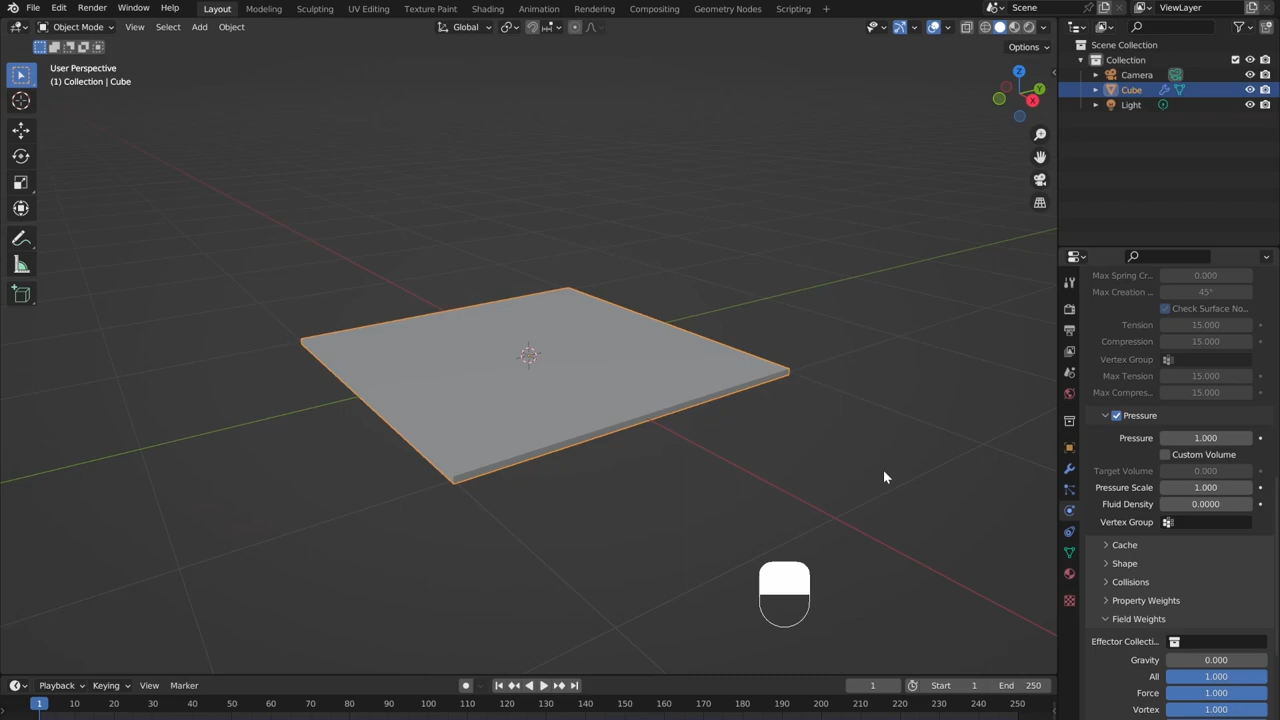 File Edit Render Window Help Layout Modeling Sculpting UV Editing Texture Paint Shading Animation Rendering Compositing Geometry Nodes Scripting + Scene ViewLayer
Object Mode View Select Add Object Global
Options
User Perspective
(1) Collection | Cube
Z
Y
X
Scene Collection
Collection
Camera
Cube
Light
Max Spring Cr... 0.000
Max Creation ... 45°
Check Surface No...
Tension 15.000
Compression 15.000
Vertex Group
Max Tension 15.000
Max Compres... 15.000
Pressure
Pressure 1.000
Custom Volume
Target Volume 0.000
Pressure Scale 1.000
Fluid Density 0.0000
Vertex Group
Cache
Shape
Collisions
Property Weights
Field Weights
Effector Collecti...
Gravity 0.000
All 1.000
Force 1.000
Vortex 1.000
Playback Keying View Marker 1 Start 1 End 250
1 10 20 30 40 50 60 70 80 90 100 110 120 130 140 150 160 170 180 190 200 210 220 230 240 250